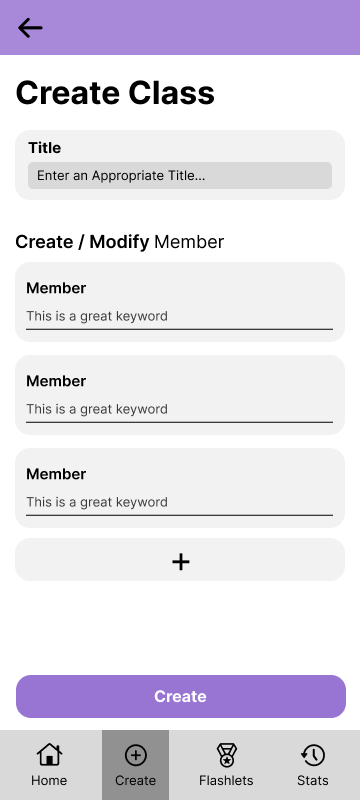 Create Class
Title
Enter an Appropriate Title...
Create / Modify Member
Member
This is a great keyword
Member
This is a great keyword
Member
This is a great keyword
+
Create
Home
Create
Flashlets
Stats